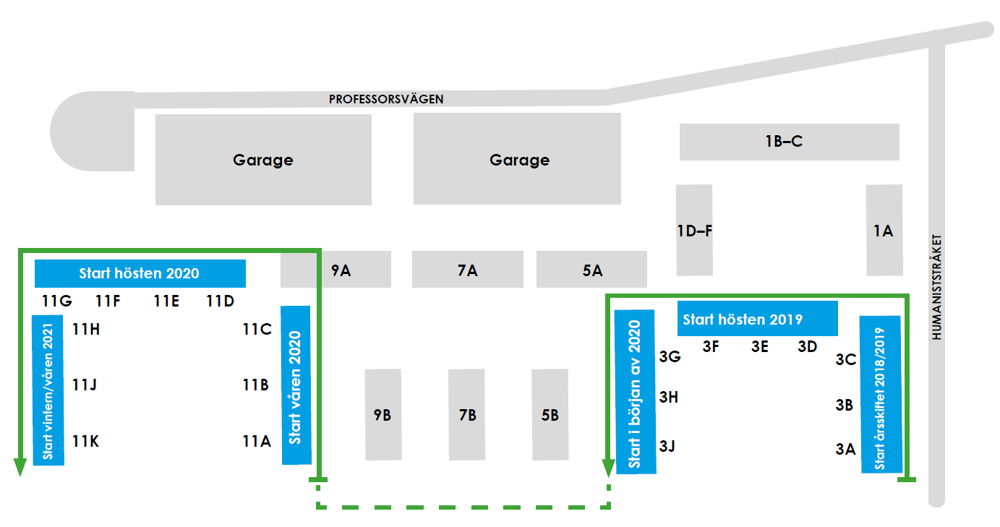 PROFESSORSVÄGEN
Garage
Garage
1B–C
1D–F
1A
HUMANISTSTRÅKET
Start hösten 2020
9A
7A
5A
11G 11F 11E 11D
Start vintern/våren 2021
11H
11J
11K
11C
11B
11A
Start våren 2020
9B
7B
5B
Start i början av 2020
Start hösten 2019
3G
3H
3J
3F 3E 3D
3C
3B
3A
Start årsskiftet 2018/2019